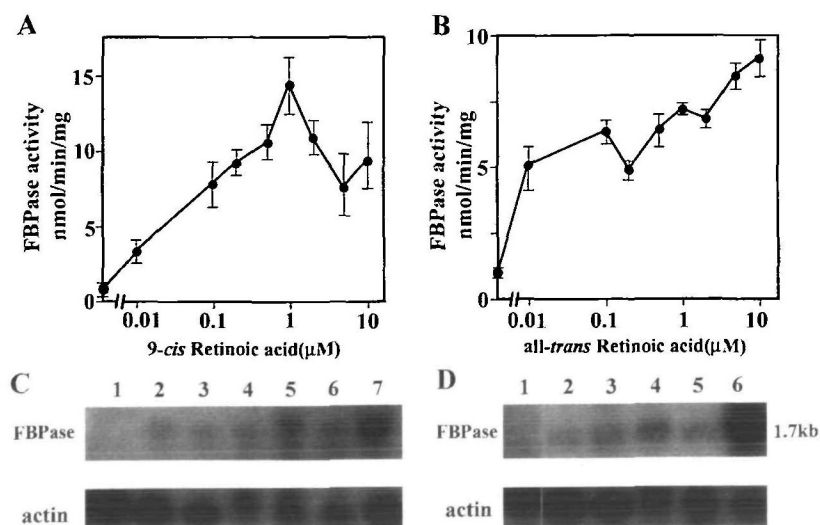 A
FBPase activity
nmol/min/mg
15
10
5
0
0.01 0.1 1 10
9-cis Retinoic acid(μM)
B
FBPase activity
nmol/min/mg
10
5
0
0.01 0.1 1 10
all-trans Retinoic acid(μM)
C
1 2 3 4 5 6 7
FBPase
actin
D
1 2 3 4 5 6
FBPase
1.7kb
actin